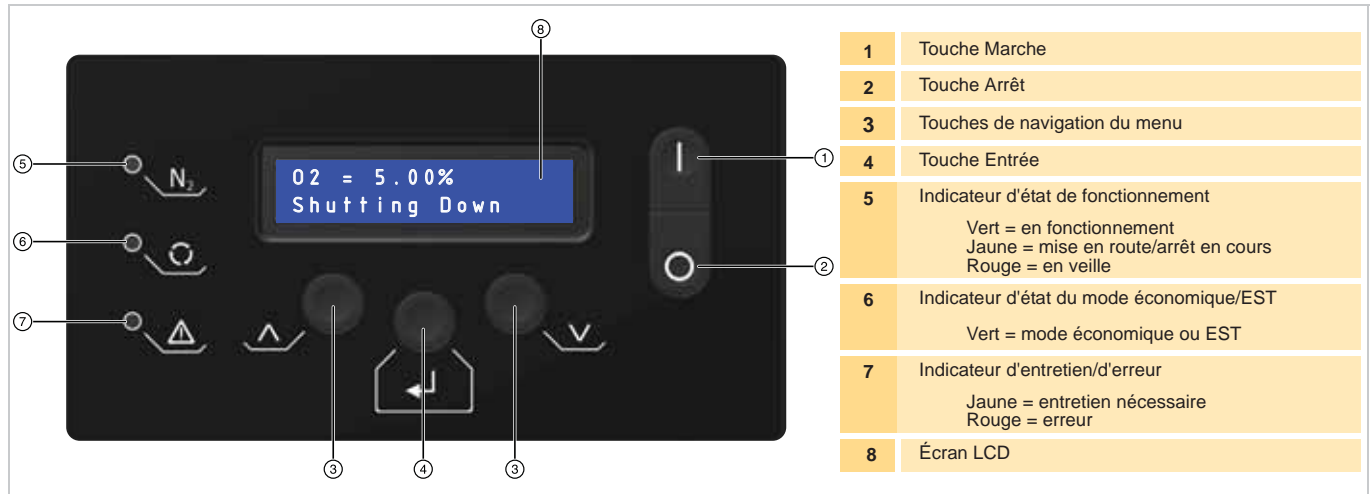 8
5
N₂
O2 = 5.00%
Shutting Down
1
6
2
7
3
4
3
1 Touche Marche
2 Touche Arrêt
3 Touches de navigation du menu
4 Touche Entrée
5 Indicateur d'état de fonctionnement
Vert = en fonctionnement
Jaune = mise en route/arrêt en cours
Rouge = en veille
6 Indicateur d'état du mode économique/EST
Vert = mode économique ou EST
7 Indicateur d'entretien/d'erreur
Jaune = entretien nécessaire
Rouge = erreur
8 Écran LCD